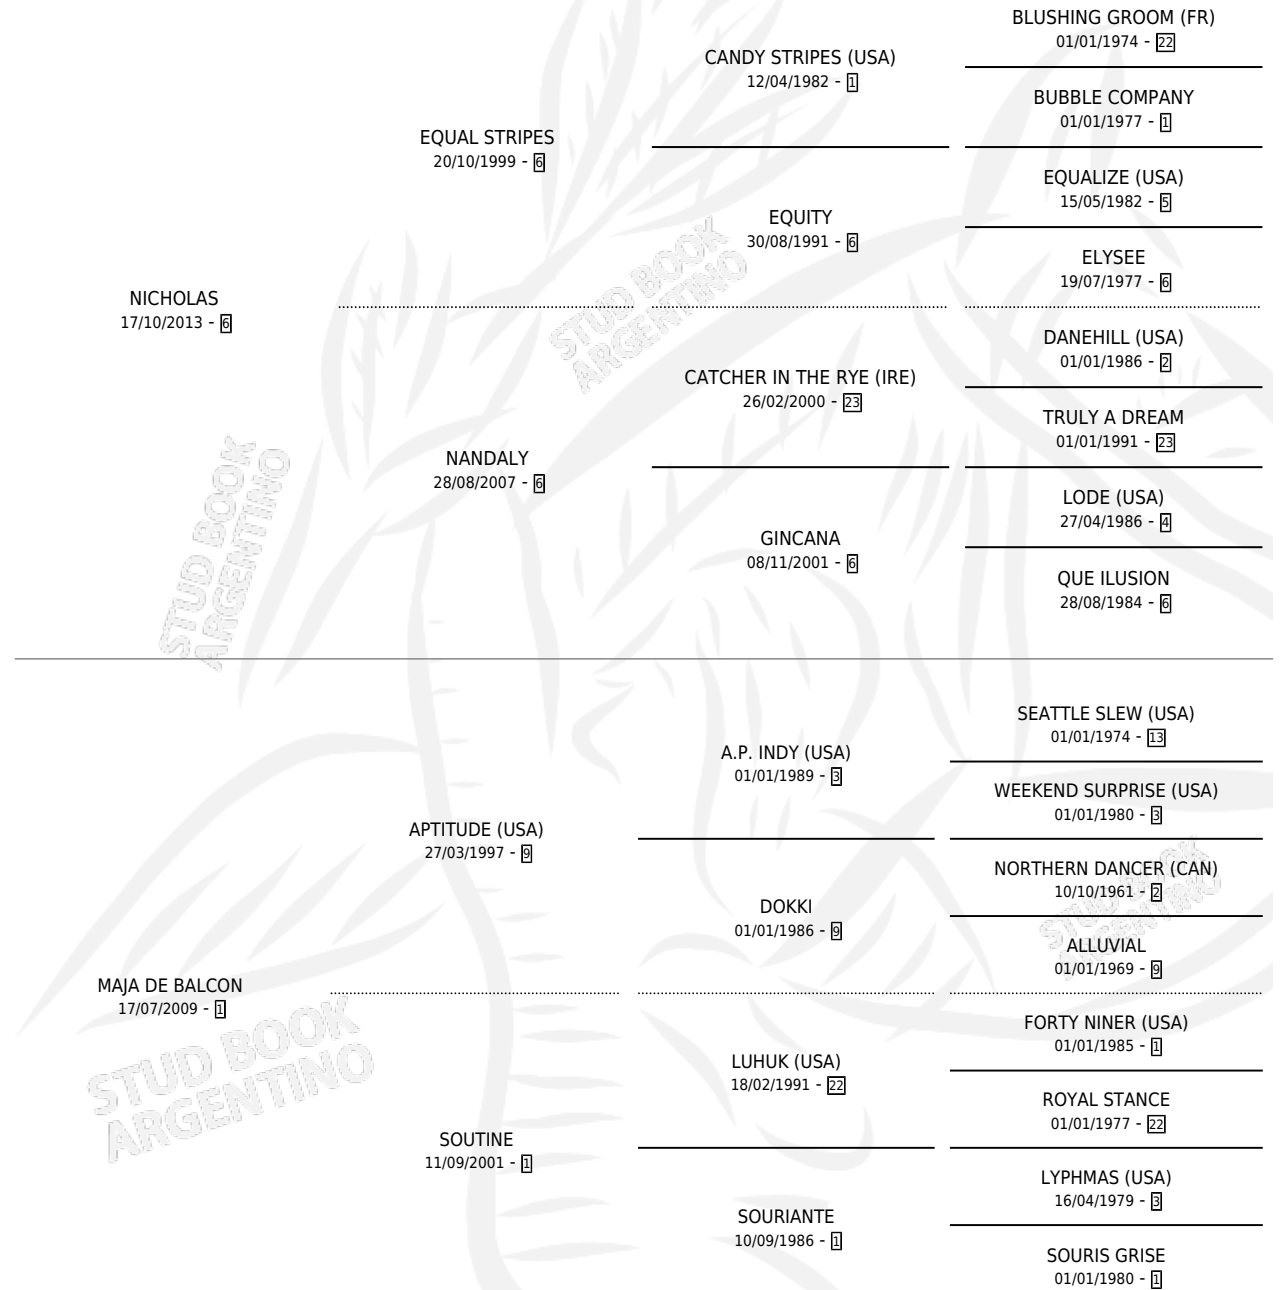 BLUSHING GROOM (FR)
01/01/1974 - 22
CANDY STRIPES (USA)
12/04/1982 - 1
BUBBLE COMPANY
01/01/1977 - 1
EQUAL STRIPES
20/10/1999 - 6
EQUALIZE (USA)
15/05/1982 - 5
EQUITY
30/08/1991 - 6
ELYSEE
19/07/1977 - 6
NICHOLAS
17/10/2013 - 6
DANEHILL (USA)
01/01/1986 - 2
CATCHER IN THE RYE (IRE)
26/02/2000 - 23
TRULY A DREAM
01/01/1991 - 23
NANDALY
28/08/2007 - 6
LODE (USA)
27/04/1986 - 4
GINCANA
08/11/2001 - 6
QUE ILUSION
28/08/1984 - 6
SEATTLE SLEW (USA)
01/01/1974 - 13
A.P. INDY (USA)
01/01/1989 - 3
WEEKEND SURPRISE (USA)
01/01/1980 - 3
APTITUDE (USA)
27/03/1997 - 9
NORTHERN DANCER (CAN)
10/10/1961 - 2
DOKKI
01/01/1986 - 9
ALLUVIAL
01/01/1969 - 9
MAJA DE BALCON
17/07/2009 - 1
FORTY NINER (USA)
01/01/1985 - 1
LUHUK (USA)
18/02/1991 - 22
ROYAL STANCE
01/01/1977 - 22
SOUTINE
11/09/2001 - 1
LYPHMAS (USA)
16/04/1979 - 3
SOURIANTE
10/09/1986 - 1
SOURIS GRISE
01/01/1980 - 1
STUD BOOK
ARGENTINO
STUD BOOK
ARGENTINO
STUD BOOK
ARGENTINO
STUD BOOK
ARGENTINO